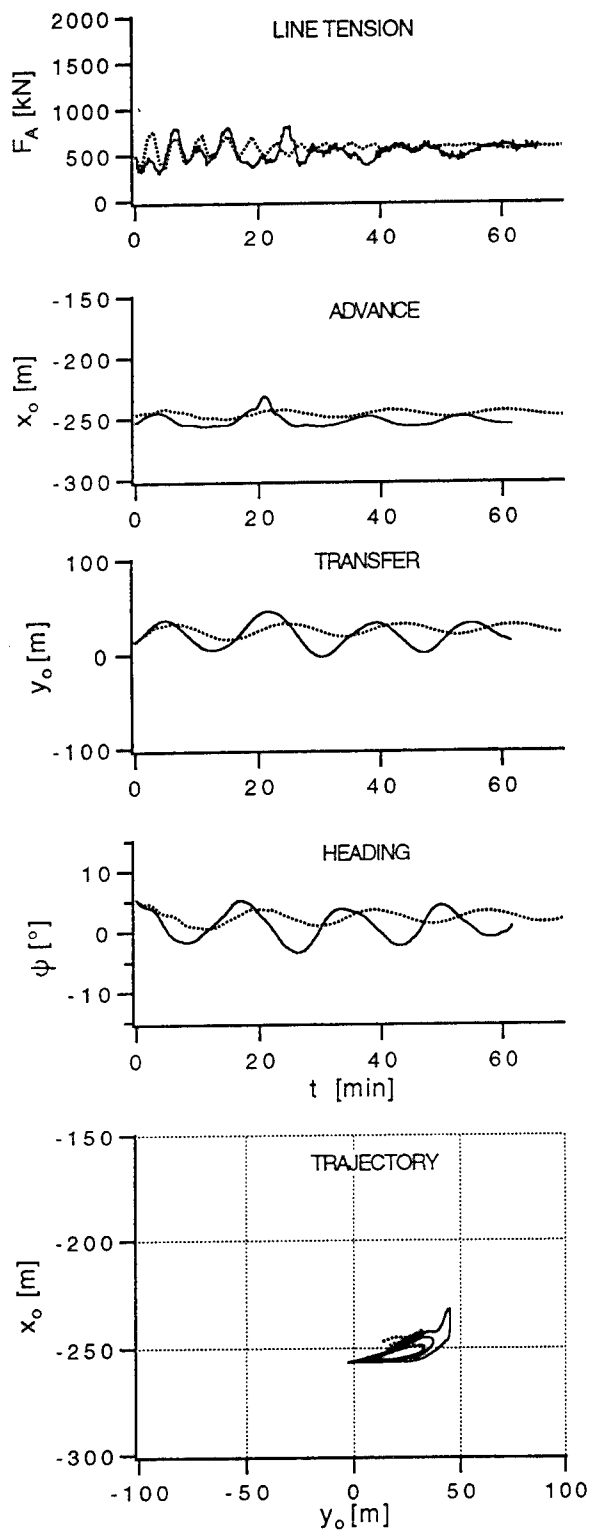 LINE TENSION
F_A [kN]
2000
1500
1000
500
0
0 20 40 60
ADVANCE
x_o [m]
-150
-200
-250
-300
0 20 40 60
TRANSFER
y_o [m]
100
0
-100
0 20 40 60
HEADING
ψ [°]
10
0
-10
0 20 40 60
t [min]
TRAJECTORY
x_o [m]
-150
-200
-250
-300
-100 -50 0 50 100
y_o [m]